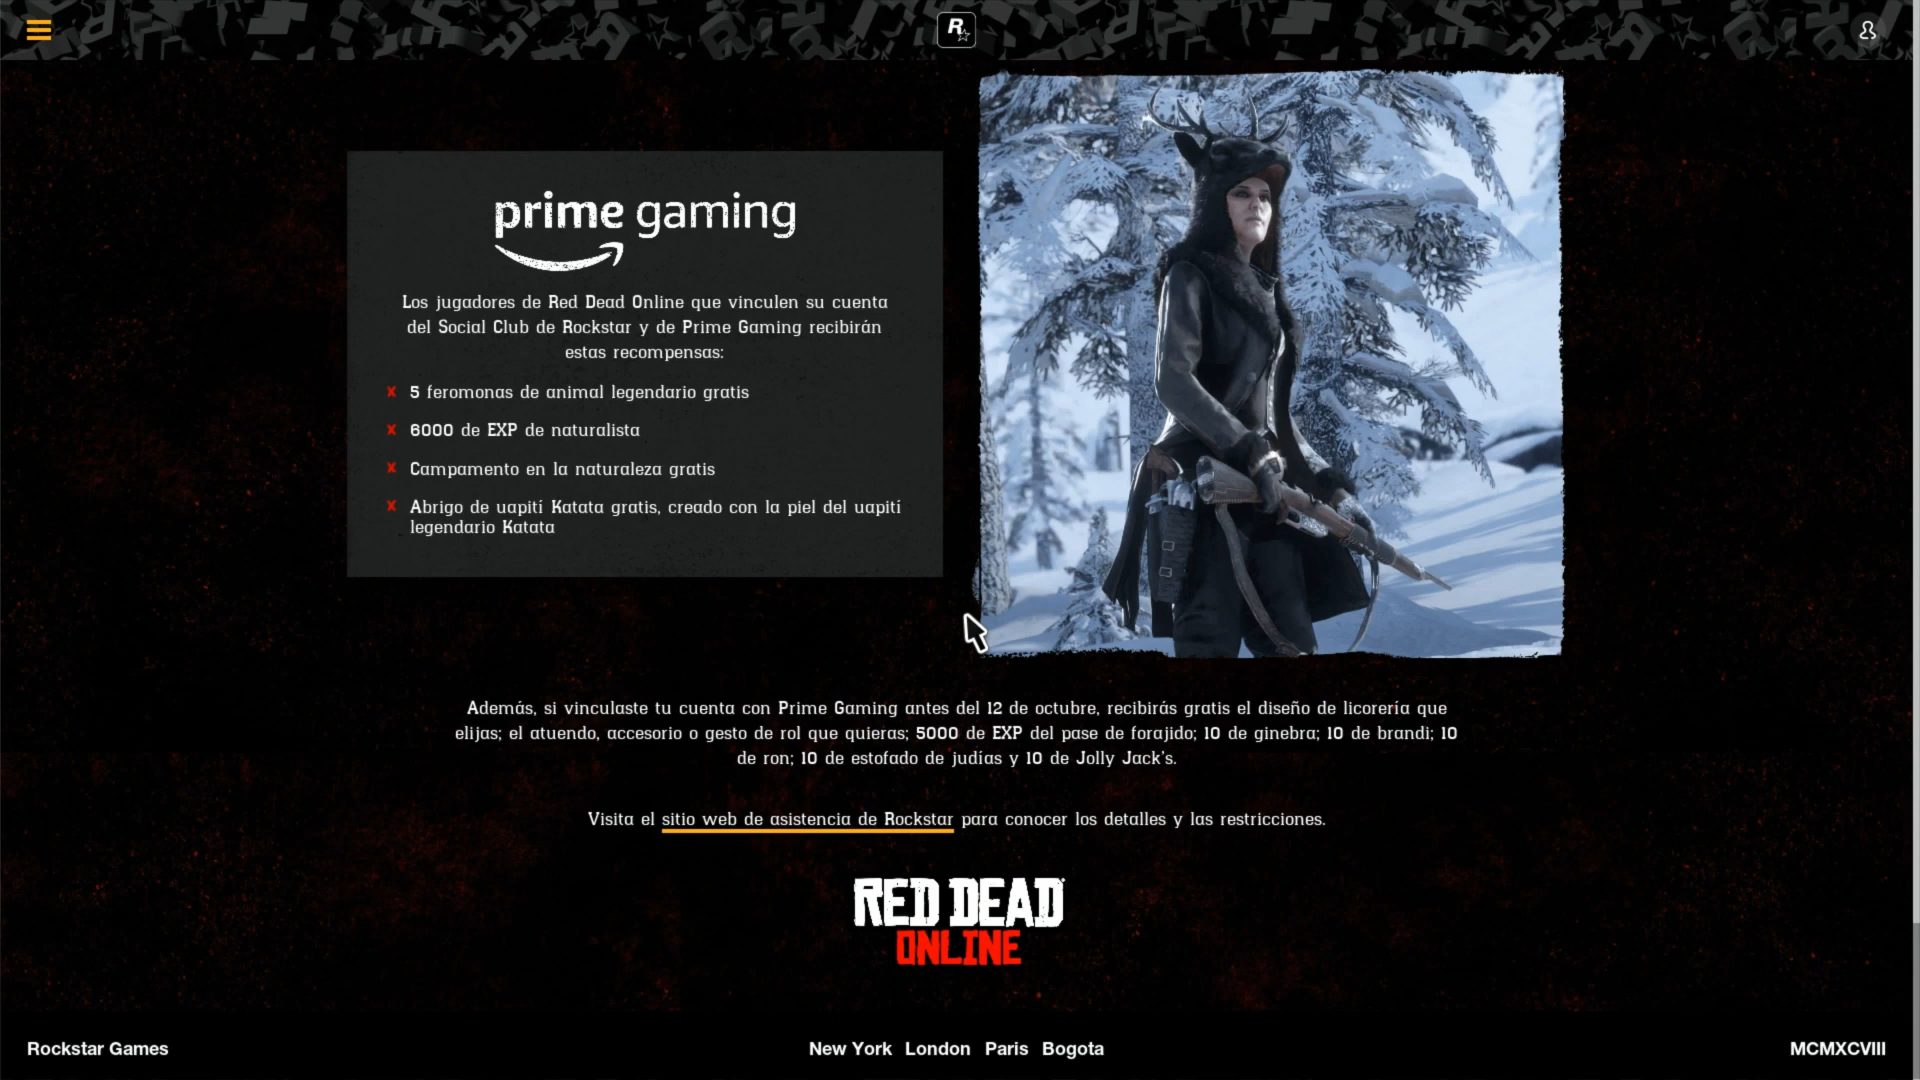 R
prime gaming
Los jugadores de Red Dead Online que vinculen su cuenta
del Social Club de Rockstar y de Prime Gaming recibirán
estas recompensas:
5 feromonas de animal legendario gratis
6000 de EXP de naturalista
Campamento en la naturaleza gratis
Abrigo de uapití Katata gratis, creado con la piel del uapití
legendario Katata
Además, si vinculaste tu cuenta con Prime Gaming antes del 12 de octubre, recibirás gratis el diseño de licorería que
elijas; el atuendo, accesorio o gesto de rol que quieras; 5000 de EXP del pase de forajido; 10 de ginebra; 10 de brandi; 10
de ron; 10 de estofado de judías y 10 de Jolly Jack's.
Visita el sitio web de asistencia de Rockstar para conocer los detalles y las restricciones.
RED DEAD
ONLINE
Rockstar Games
New York London Paris Bogota
MCMXCVIII